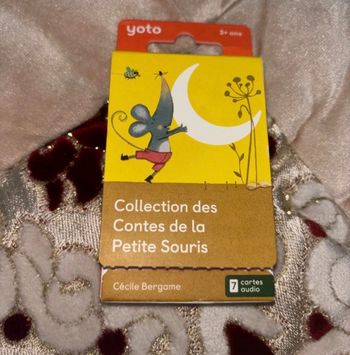 yoto
3+ ans
Collection des
Contes de la
Petite Souris
Cécile Bergame
7 cartes
audio